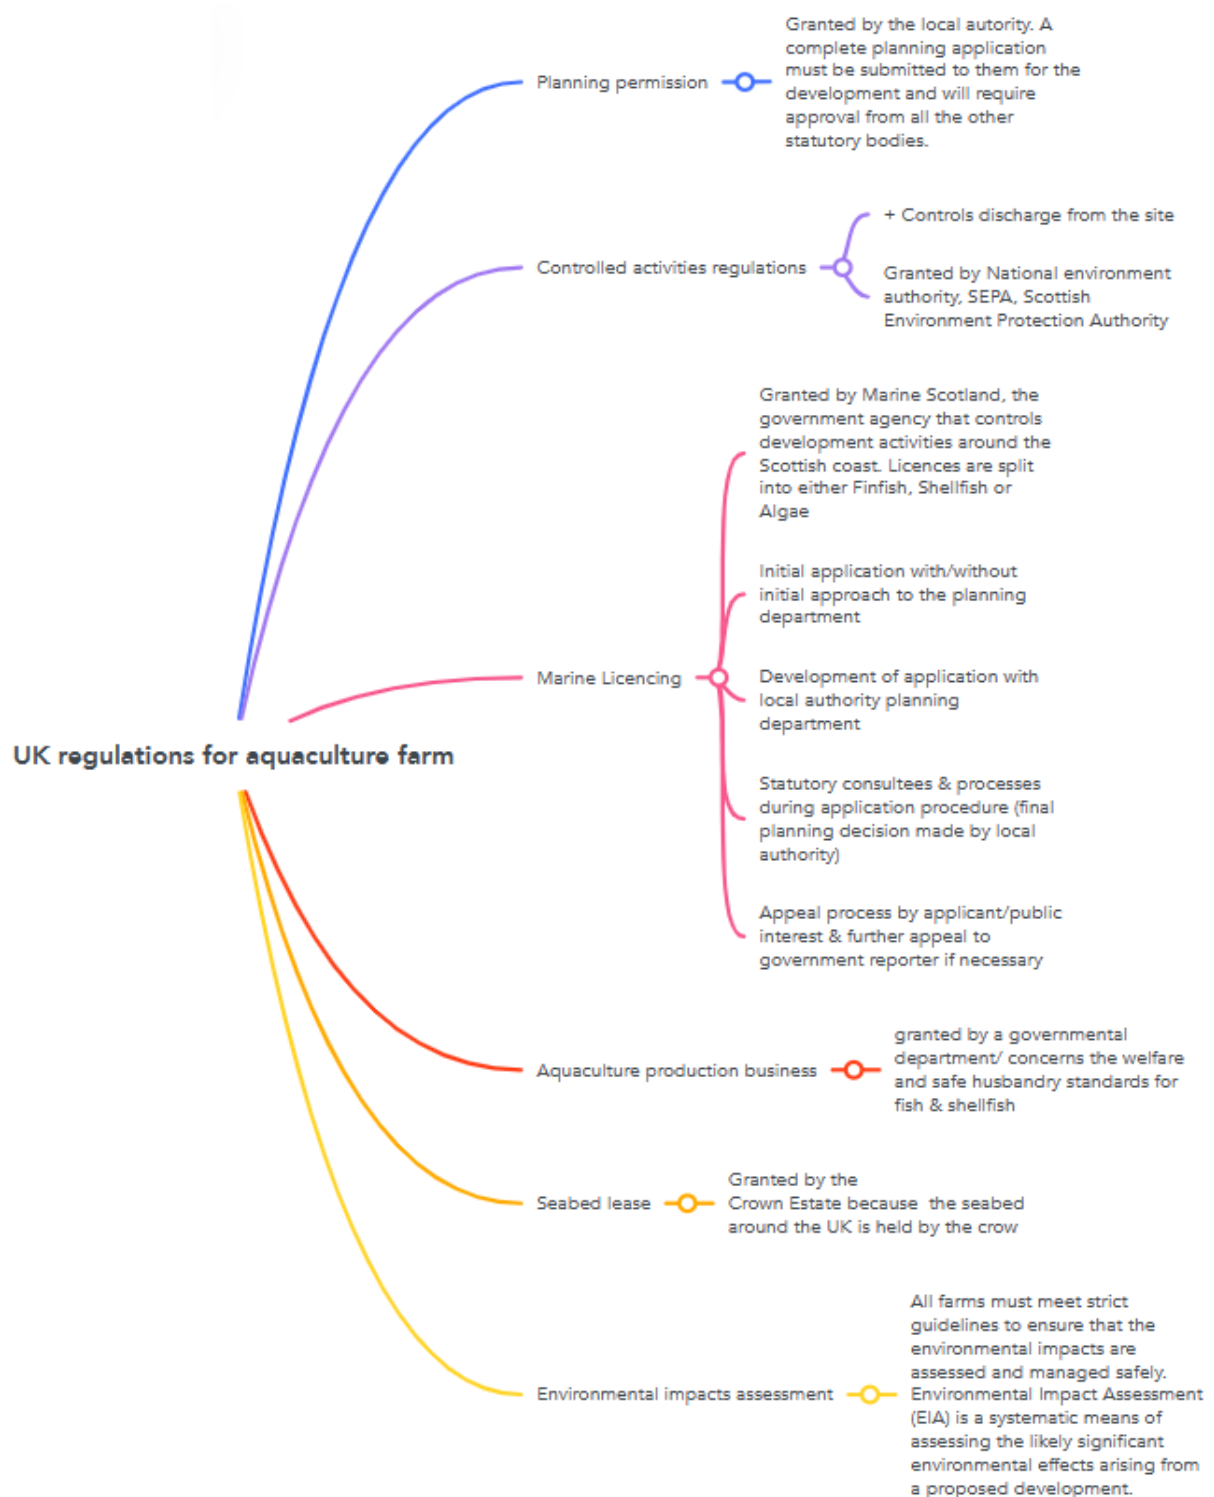 Granted by the local autority. A
complete planning application
must be submitted to them for the
development and will require
approval from all the other
statutory bodies.
Planning permission
+ Controls discharge from the site
Controlled activities regulations
Granted by National environment
authority, SEPA, Scottish
Environment Protection Authority
Granted by Marine Scotland, the
government agency that controls
development activities around the
Scottish coast. Licences are split
into either Finfish, Shellfish or
Algae
Initial application with/without
initial approach to the planning
department
Marine Licencing
Development of application with
local authority planning
department
UK regulations for aquaculture farm
Statutory consultees & processes
during application procedure (final
planning decision made by local
authority)
Appeal process by applicant/public
interest & further appeal to
government reporter if necessary
Aquaculture production business
granted by a governmental
department/ concerns the welfare
and safe husbandry standards for
fish & shellfish
Seabed lease
Granted by the
Crown Estate because  the seabed
around the UK is held by the crow
Environmental impacts assessment
All farms must meet strict
guidelines to ensure that the
environmental impacts are
assessed and managed safely.
Environmental Impact Assessment
(EIA) is a systematic means of
assessing the likely significant
environmental effects arising from
a proposed development.